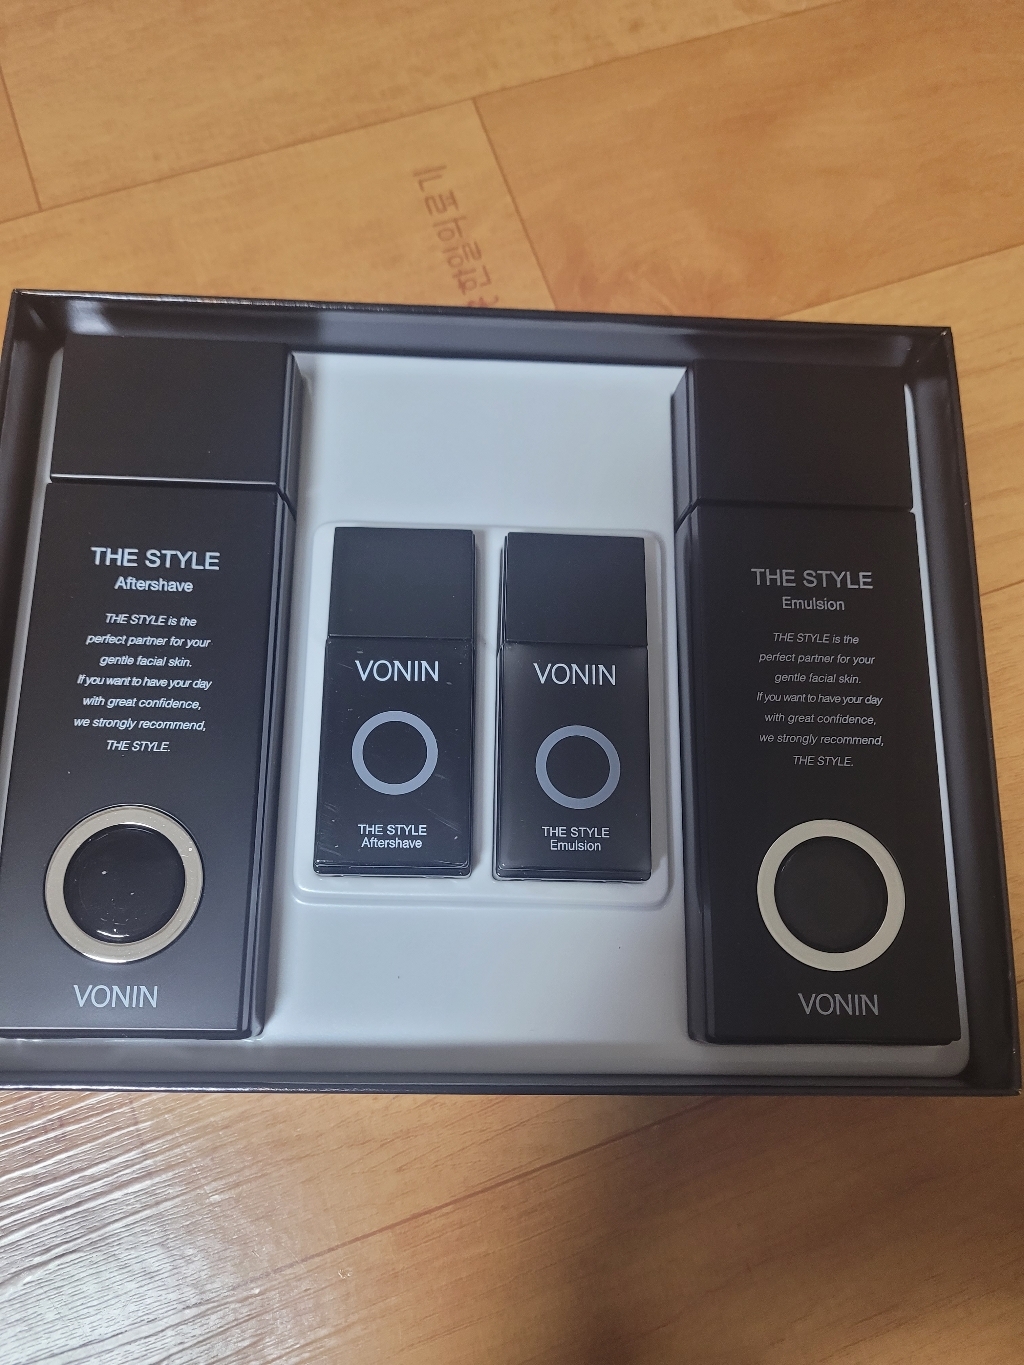 THE STYLE
Aftershave
THE STYLE is the
perfect partner for your
gentle facial skin.
If you want to have your day
with great confidence,
we strongly recommend,
THE STYLE.
VONIN
VONIN
THE STYLE
Aftershave
VONIN
THE STYLE
Emulsion
THE STYLE
Emulsion
THE STYLE is the
perfect partner for your
gentle facial skin.
If you want to have your day
with great confidence,
we strongly recommend,
THE STYLE.
VONIN